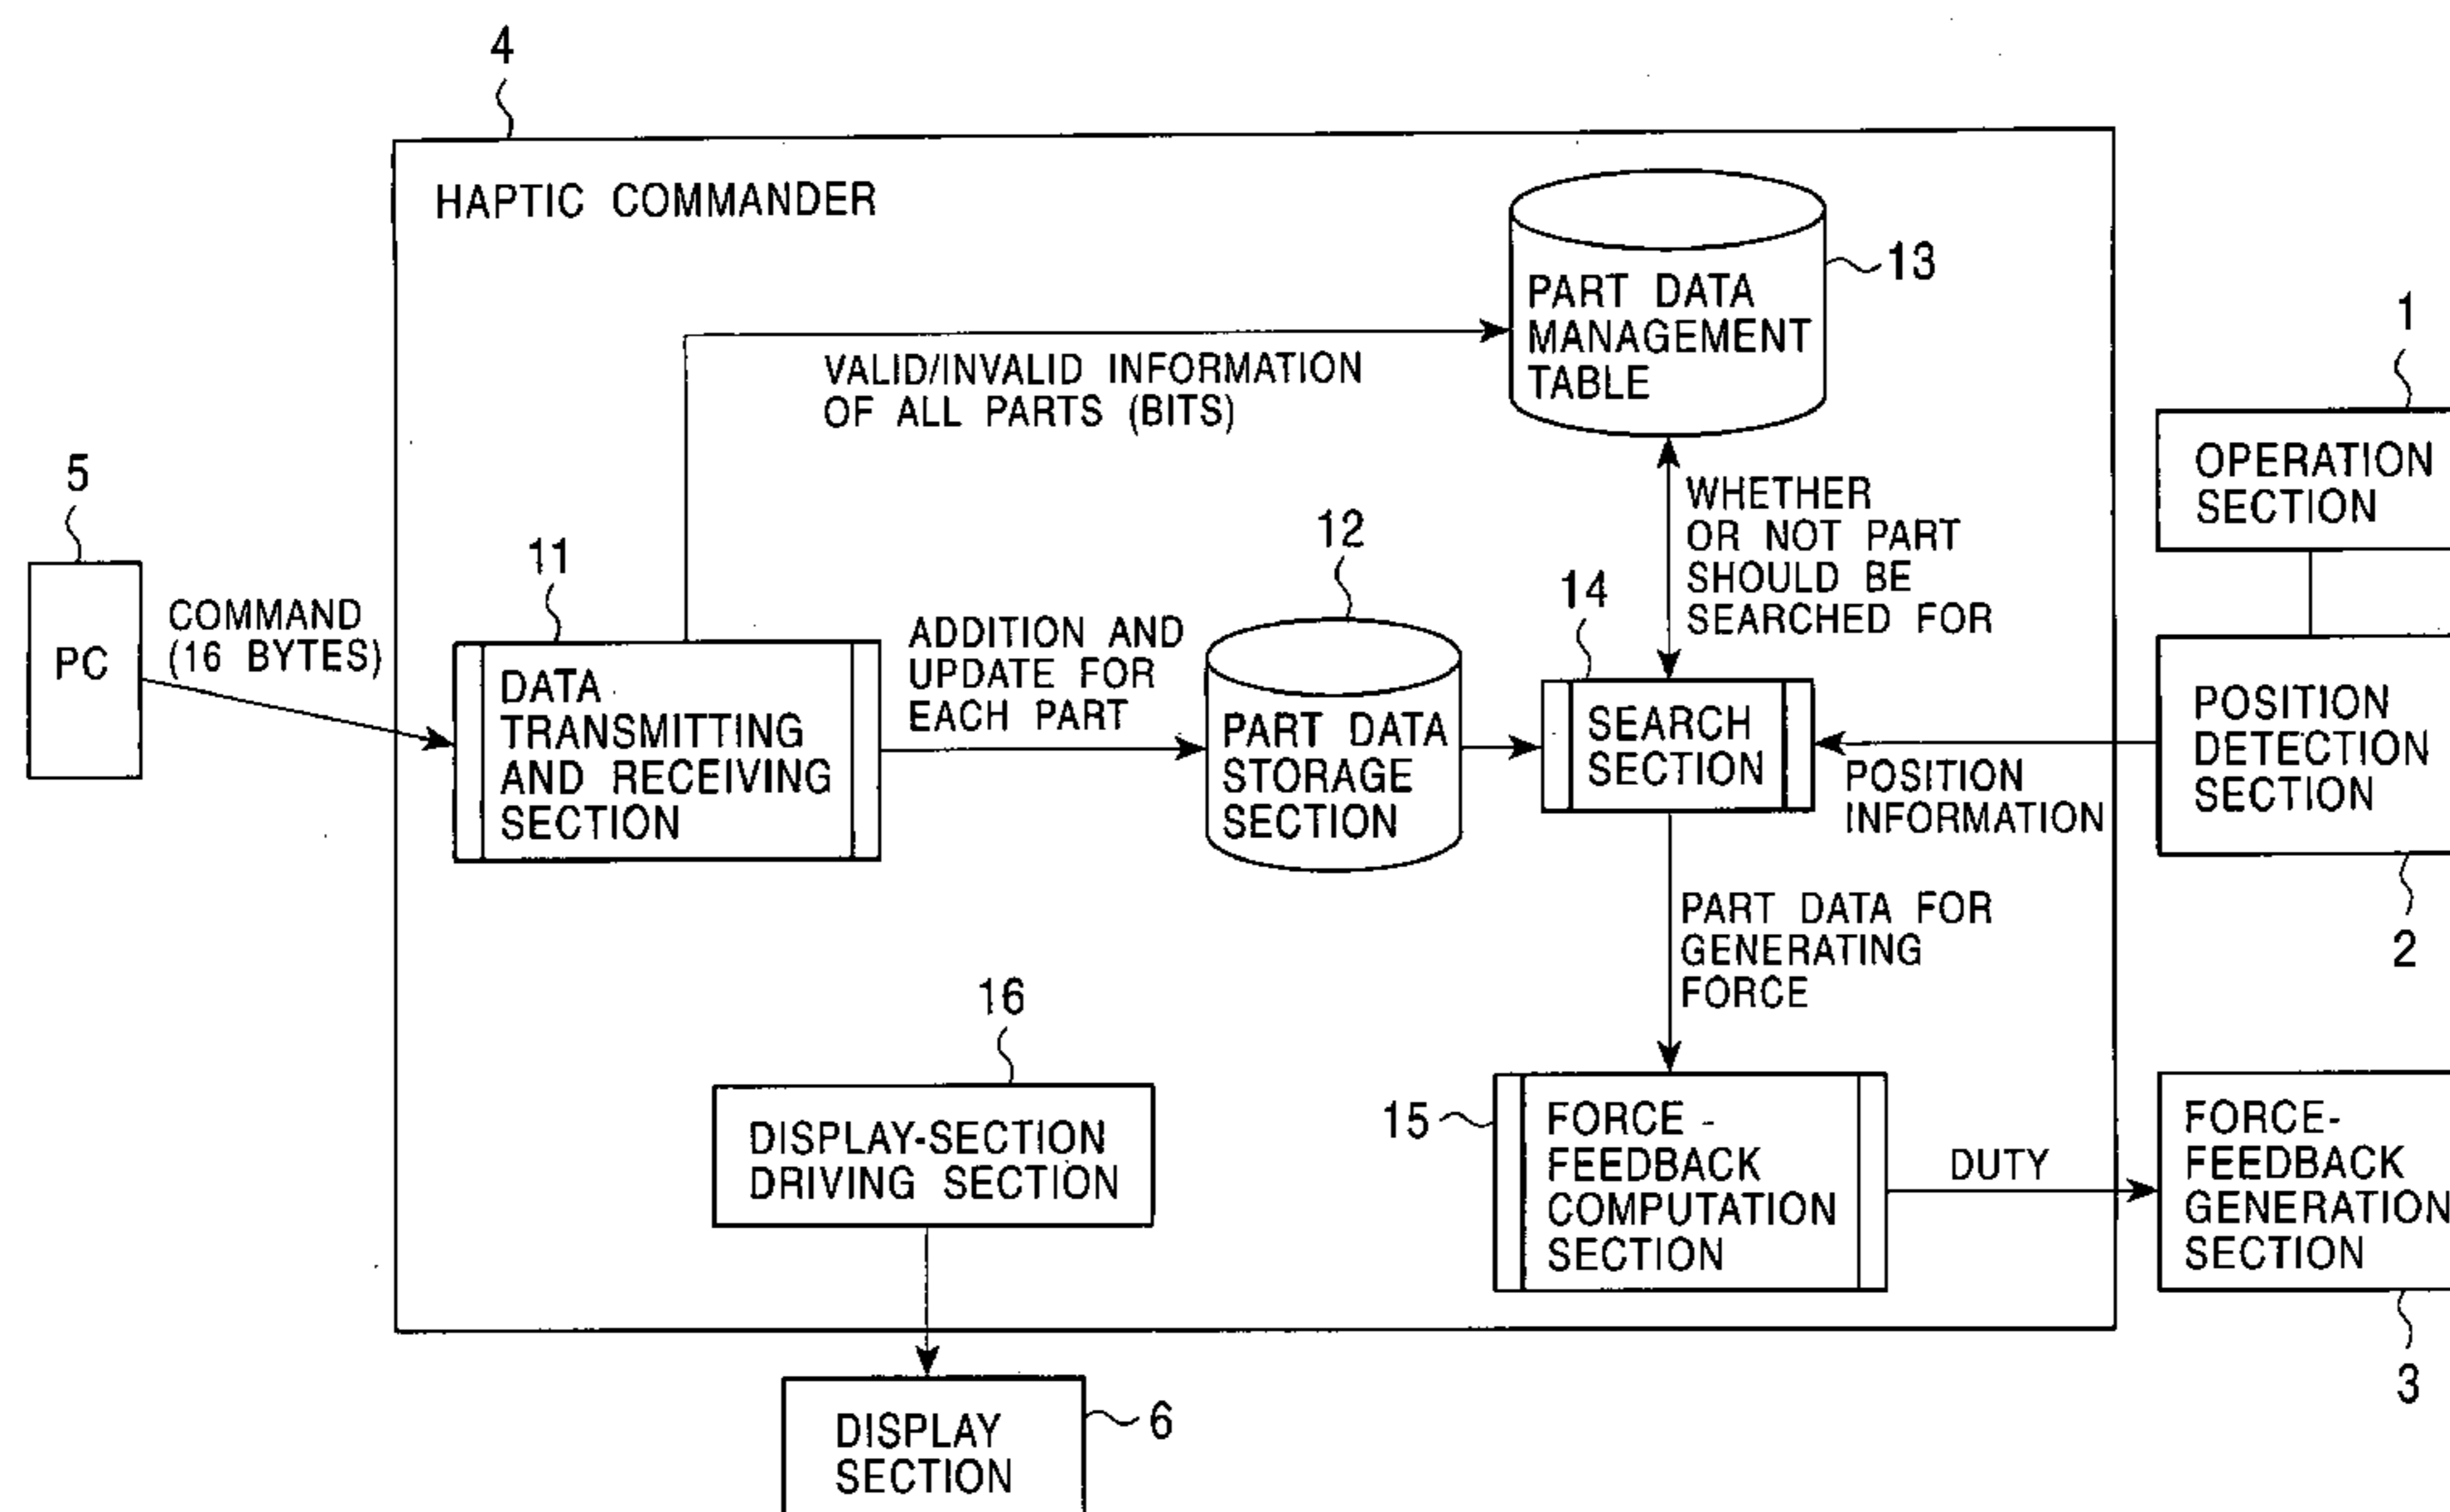 4
HAPTIC COMMANDER
13
PART DATA
MANAGEMENT
TABLE
VALID/INVALID INFORMATION
OF ALL PARTS (BITS)
1
OPERATION
SECTION
WHETHER
OR NOT PART
SHOULD BE
SEARCHED FOR
5
PC
COMMAND
(16 BYTES)
11
DATA
TRANSMITTING
AND RECEIVING
SECTION
ADDITION AND
UPDATE FOR
EACH PART
12
PART DATA
STORAGE
SECTION
14
SEARCH
SECTION
POSITION
INFORMATION
POSITION
DETECTION
SECTION
2
PART DATA FOR
GENERATING
FORCE
16
DISPLAY-SECTION
DRIVING SECTION
15
FORCE-
FEEDBACK
COMPUTATION
SECTION
DUTY
FORCE-
FEEDBACK
GENERATION
SECTION
3
6
DISPLAY
SECTION